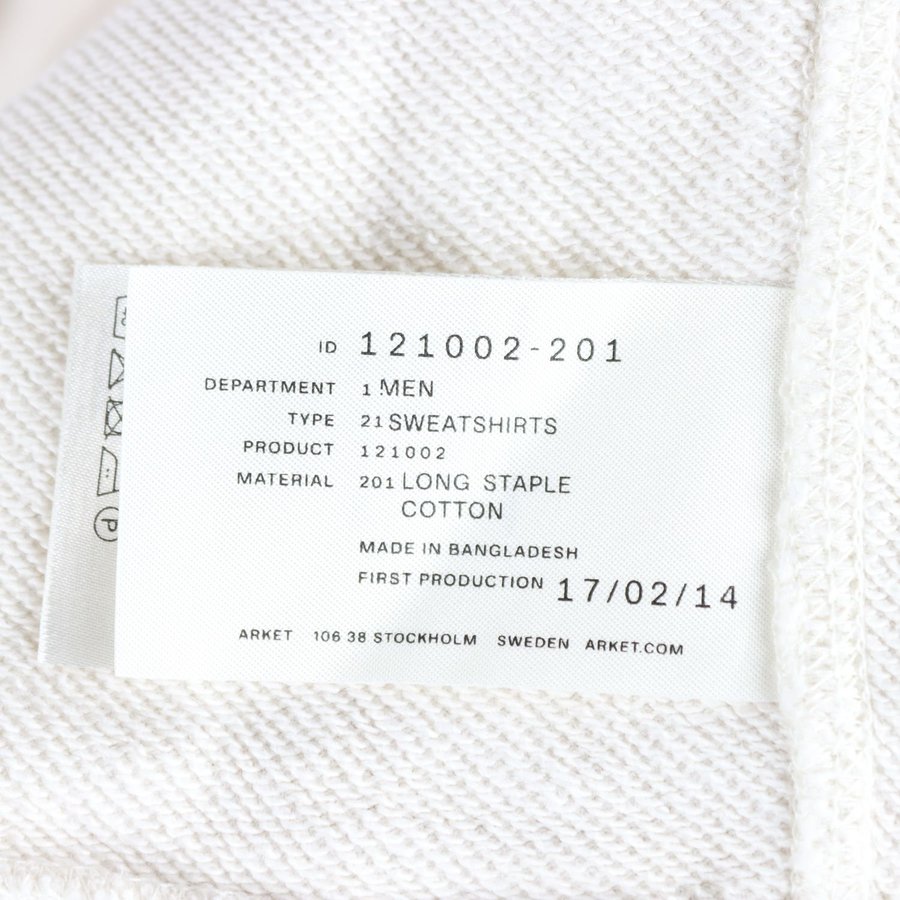 ID 121002-201
DEPARTMENT 1 MEN
TYPE 21 SWEATSHIRTS
PRODUCT 121002
MATERIAL 201 LONG STAPLE
COTTON
MADE IN BANGLADESH
FIRST PRODUCTION 17/02/14
ARKET 106 38 STOCKHOLM SWEDEN ARKET.COM
P